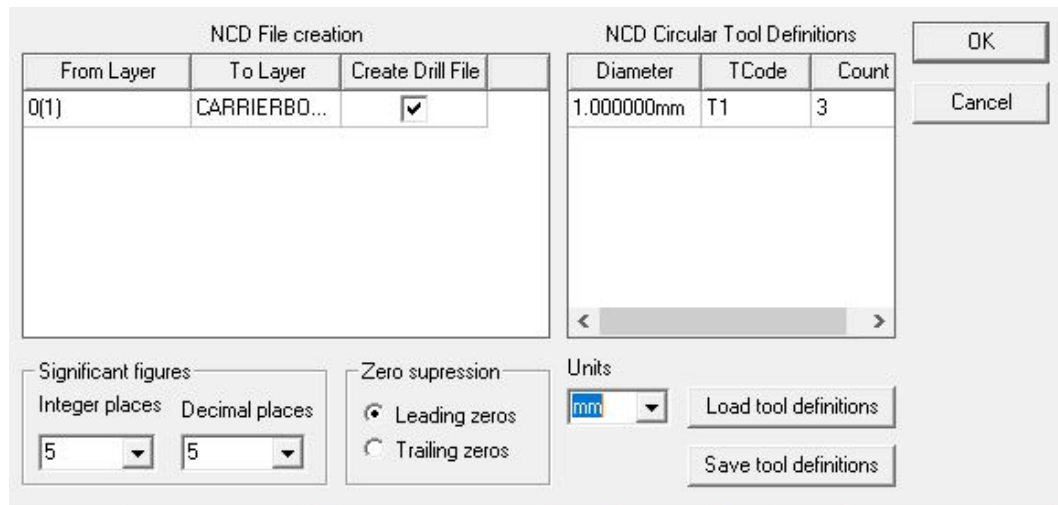 NCD File creation
From Layer To Layer Create Drill File
0(1) CARRIERBO...
NCD Circular Tool Definitions
Diameter TCode Count
1.000000mm T1 3
OK
Cancel
Significant figures
Integer places Decimal places
5 5
Zero supression
Leading zeros
Trailing zeros
Units
mm
Load tool definitions
Save tool definitions